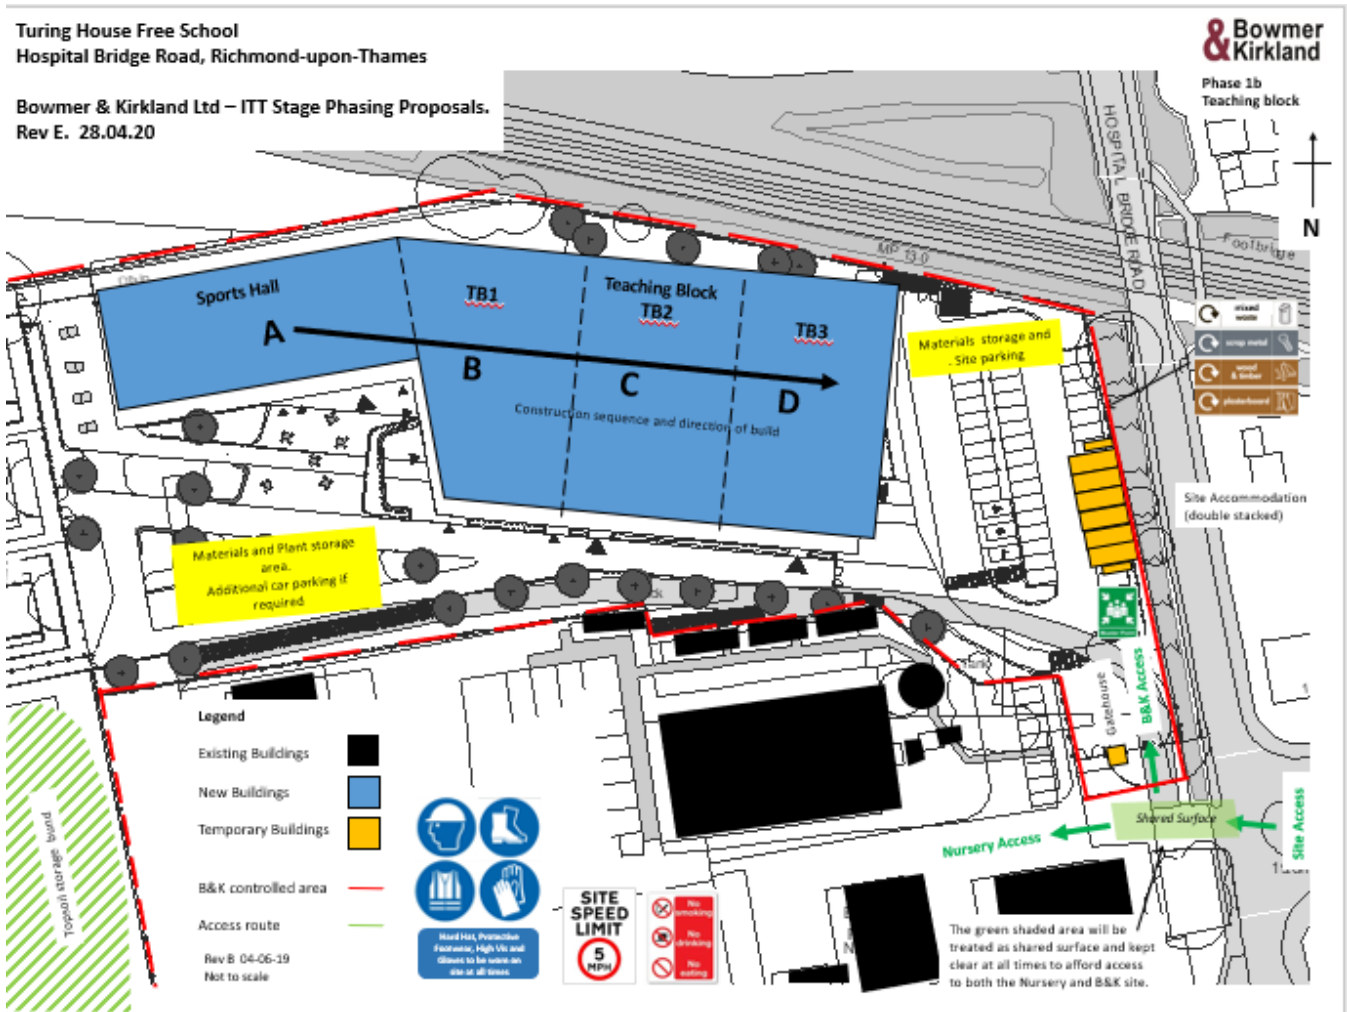 Turing House Free School
Hospital Bridge Road, Richmond-upon-Thames
Bowmer & Kirkland Ltd – ITT Stage Phasing Proposals.
Rev E.  28.04.20
& Bowmer
Kirkland
Phase 1b
Teaching block
N
HOSPITAL BRIDGE ROAD
Footbridge
MP 13.0
Sports Hall
TB1
Teaching Block
TB2
TB3
A
B
C
D
Construction sequence and direction of build
Materials storage and
. Site parking
mixed
waste
scrap metal
wood
& timber
plasterboard
Site Accommodation
(double stacked)
Materials and Plant storage
area.
Additional car parking if
required
Tank
Gatehouse
B&K Access
Shared Surface
Nursery Access
Site Access
Topsoil storage bund
Legend
Existing Buildings
New Buildings
Temporary Buildings
B&K controlled area
Access route
Rev B  04-06-19
Not to scale
Hard Hat, Protective
Footwear, High Vis and
Gloves to be worn on
site at all times
SITE
SPEED
LIMIT
5
MPH
No
smoking
No
drinking
No
eating
The green shaded area will be
treated as shared surface and kept
clear at all times to afford access
to both the Nursery and B&K site.